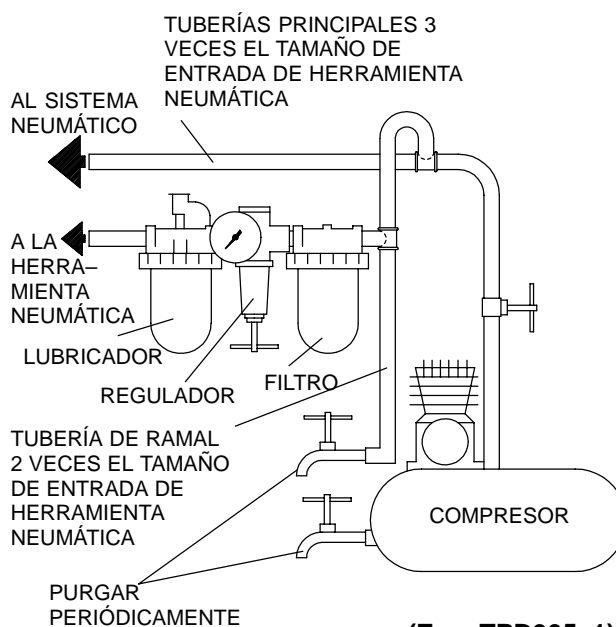 TUBERÍAS PRINCIPALES 3
VECES EL TAMAÑO DE
ENTRADA DE HERRAMIENTA
NEUMÁTICA
AL SISTEMA
NEUMÁTICO
A LA
HERRA–
MIENTA
NEUMÁTICA
LUBRICADOR
REGULADOR
FILTRO
TUBERÍA DE RAMAL
2 VECES EL TAMAÑO
DE ENTRADA DE
HERRAMIENTA
NEUMÁTICA
COMPRESOR
PURGAR
PERIÓDICAMENTE